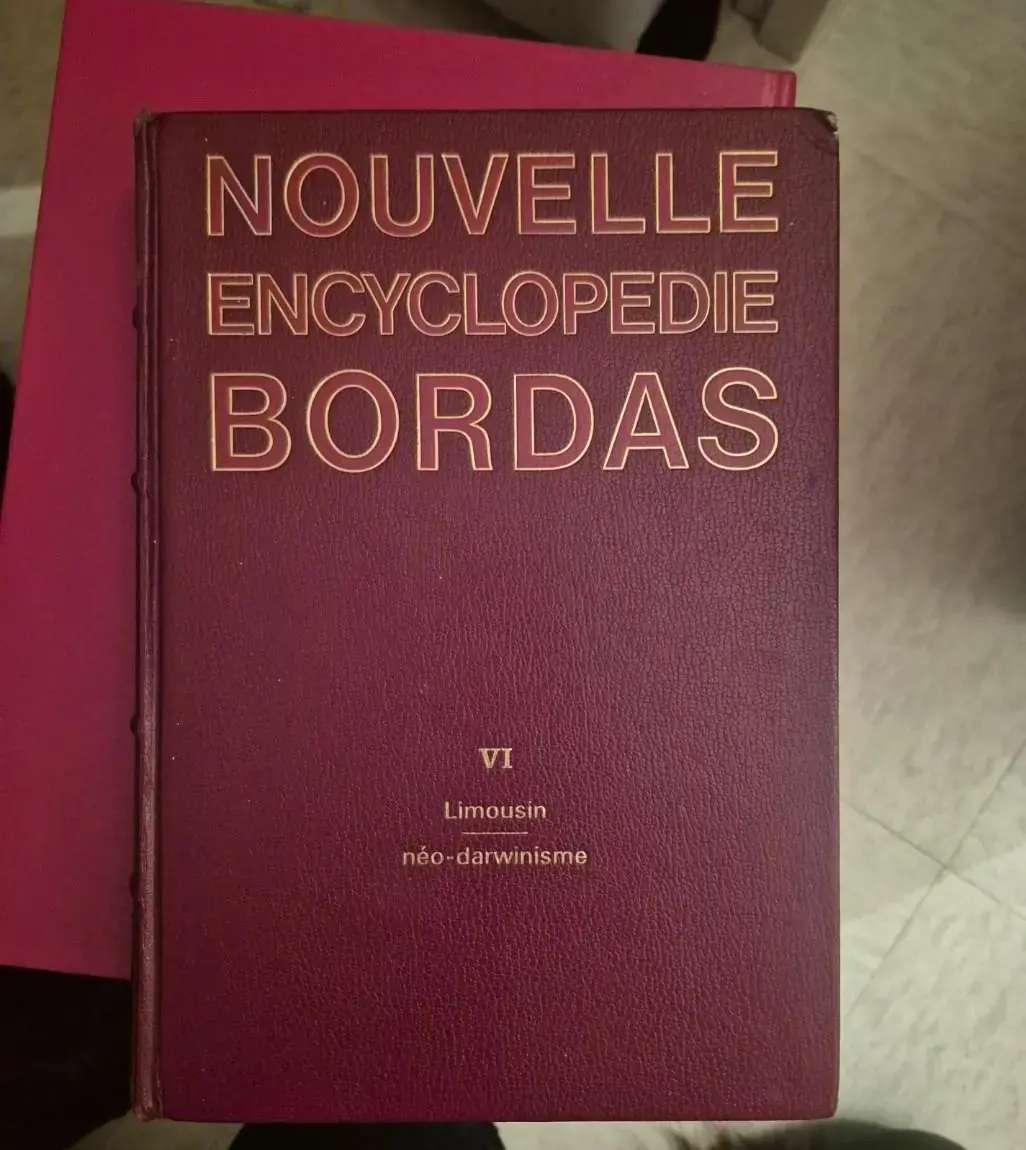 NOUVELLE
ENCYCLOPEDIE
BORDAS
VI
Limousin
néo-darwinisme